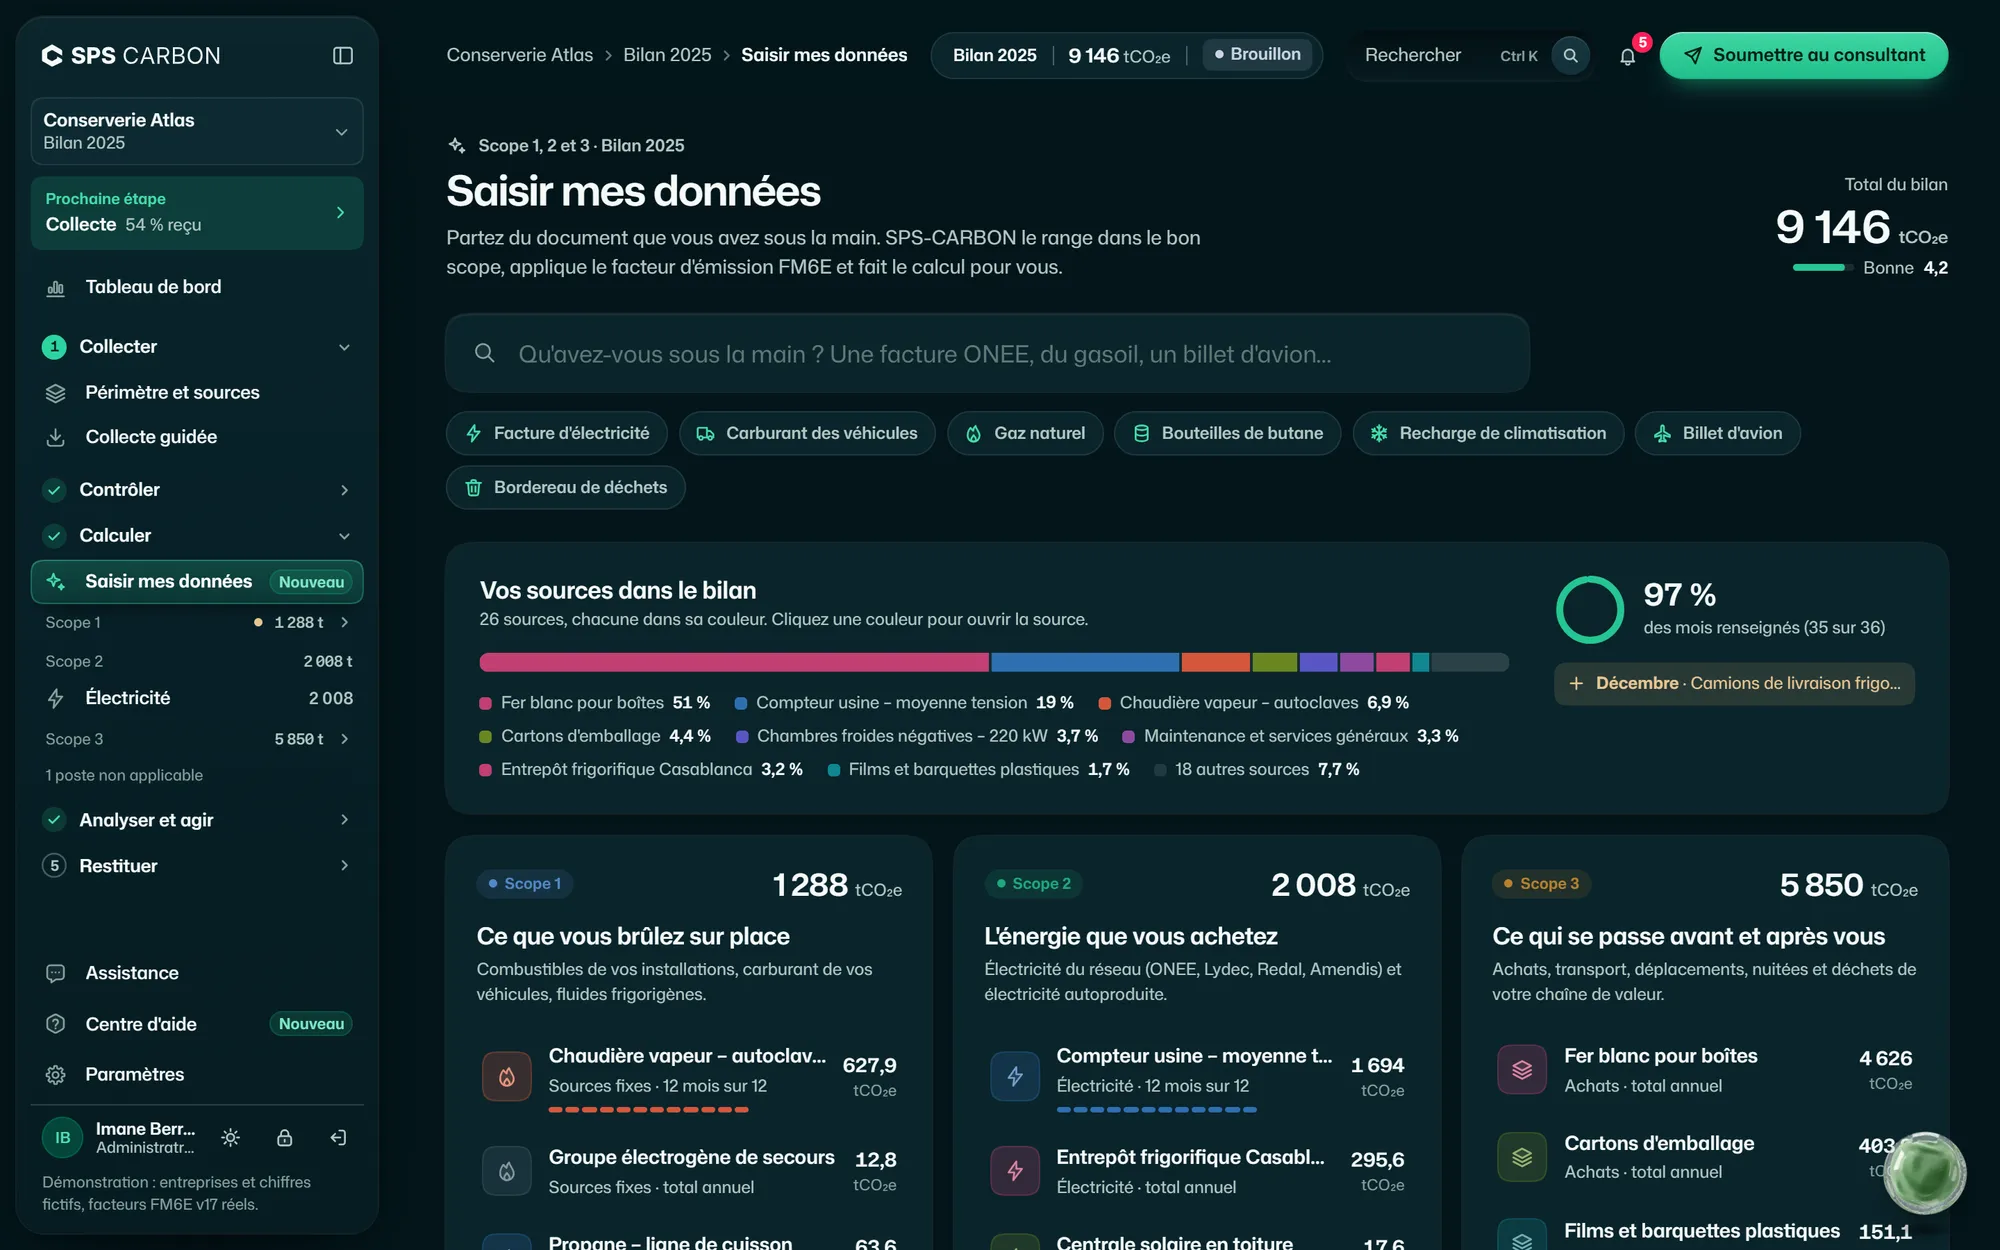 SPS CARBON
Conserverie Atlas
Bilan 2025
Prochaine étape
Collecte 54 % reçu
Tableau de bord
1 Collecter
Périmètre et sources
Collecte guidée
Contrôler
Calculer
Saisir mes données Nouveau
Scope 1 1 288 t
Scope 2 2 008 t
Électricité 2 008
Scope 3 5 850 t
1 poste non applicable
Analyser et agir
5 Restituer
Assistance
Centre d'aide Nouveau
Paramètres
IB Imane Berr...
Administratr...
Démonstration : entreprises et chiffres
fictifs, facteurs FM6E v17 réels.
Conserverie Atlas > Bilan 2025 > Saisir mes données
Bilan 2025 | 9 146 tCO₂e | Brouillon
Rechercher Ctrl K
5
Soumettre au consultant
Scope 1, 2 et 3 · Bilan 2025
Saisir mes données
Partez du document que vous avez sous la main. SPS-CARBON le range dans le bon
scope, applique le facteur d'émission FM6E et fait le calcul pour vous.
Total du bilan
9 146 tCO₂e
Bonne 4,2
Qu'avez-vous sous la main ? Une facture ONEE, du gasoil, un billet d'avion...
Facture d'électricité
Carburant des véhicules
Gaz naturel
Bouteilles de butane
Recharge de climatisation
Billet d'avion
Bordereau de déchets
Vos sources dans le bilan
26 sources, chacune dans sa couleur. Cliquez une couleur pour ouvrir la source.
Fer blanc pour boîtes 51 % Compteur usine – moyenne tension 19 % Chaudière vapeur – autoclaves 6,9 %
Cartons d'emballage 4,4 % Chambres froides négatives – 220 kW 3,7 % Maintenance et services généraux 3,3 %
Entrepôt frigorifique Casablanca 3,2 % Films et barquettes plastiques 1,7 % 18 autres sources 7,7 %
97 %
des mois renseignés (35 sur 36)
+ Décembre · Camions de livraison frigo...
Scope 1 1 288 tCO₂e
Ce que vous brûlez sur place
Combustibles de vos installations, carburant de vos
véhicules, fluides frigorigènes.
Chaudière vapeur – autoclav... 627,9
Sources fixes · 12 mois sur 12 tCO₂e
Groupe électrogène de secours 12,8
Sources fixes · total annuel tCO₂e
Propane – ligne de cuisson 63,6
Scope 2 2 008 tCO₂e
L'énergie que vous achetez
Électricité du réseau (ONEE, Lydec, Redal, Amendis) et
électricité autoproduite.
Compteur usine – moyenne t... 1 694
Électricité · 12 mois sur 12 tCO₂e
Entrepôt frigorifique Casabl... 295,6
Électricité · total annuel tCO₂e
Centrale solaire en toiture 17,6
Scope 3 5 850 tCO₂e
Ce qui se passe avant et après vous
Achats, transport, déplacements, nuitées et déchets de
votre chaîne de valeur.
Fer blanc pour boîtes 4 626
Achats · total annuel tCO₂e
Cartons d'emballage 403
Achats · total annuel
Films et barquettes plastiques 151,1